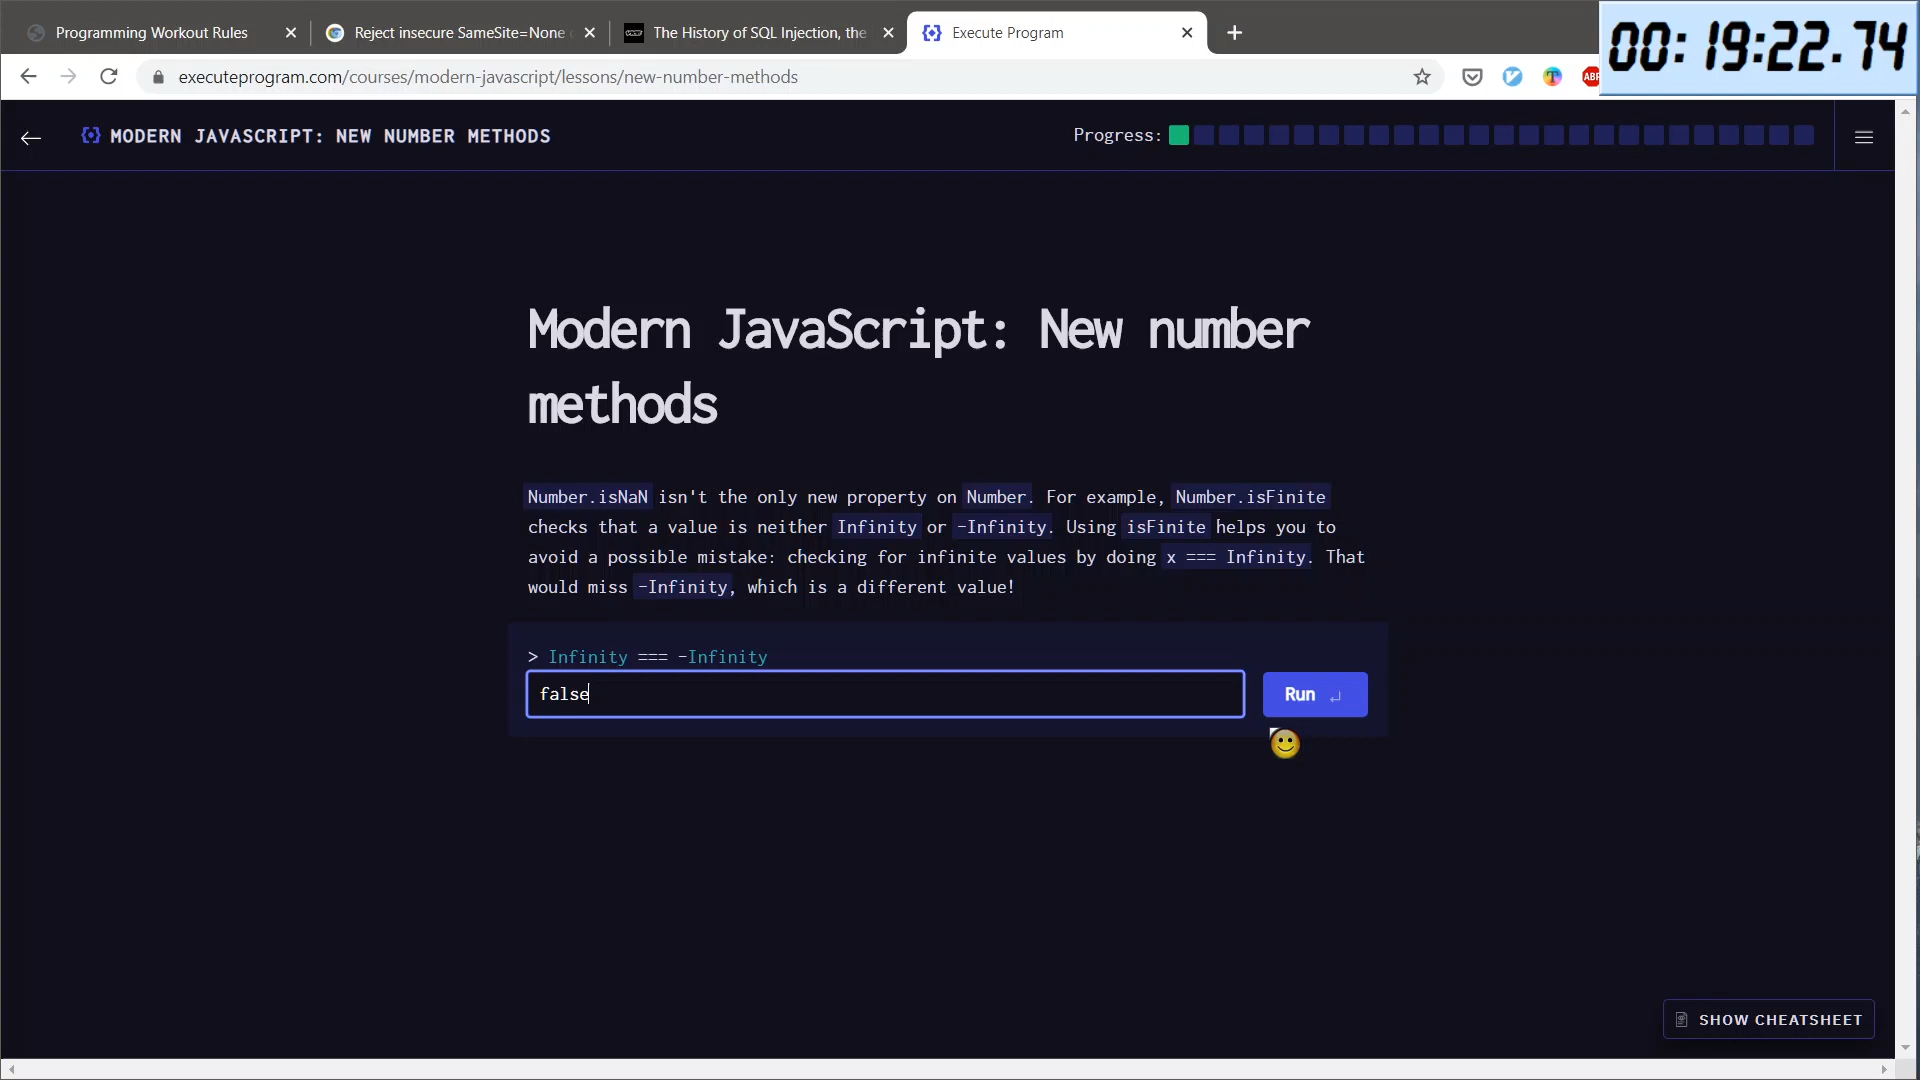 Programming Workout Rules
Reject insecure SameSite=None
The History of SQL Injection, the
Execute Program
00:19:22.74
executeprogram.com/courses/modern-javascript/lessons/new-number-methods
ABP
MODERN JAVASCRIPT: NEW NUMBER METHODS
Progress:
Modern JavaScript: New number
methods
Number.isNaN isn't the only new property on Number. For example, Number.isFinite
checks that a value is neither Infinity or -Infinity. Using isFinite helps you to
avoid a possible mistake: checking for infinite values by doing x === Infinity. That
would miss -Infinity, which is a different value!
> Infinity === -Infinity
false
Run ↵
SHOW CHEATSHEET